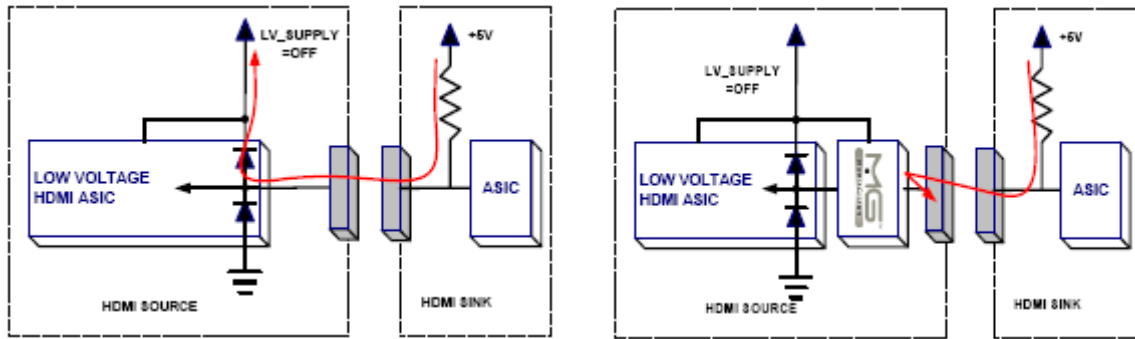 LV_SUPPLY
=OFF
+5V
LOW VOLTAGE
HDMI ASIC
ASIC
HDMI SOURCE
HDMI SINK
LV_SUPPLY
=OFF
+5V
LOW VOLTAGE
HDMI ASIC
MG
ASIC
HDMI SOURCE
HDMI SINK